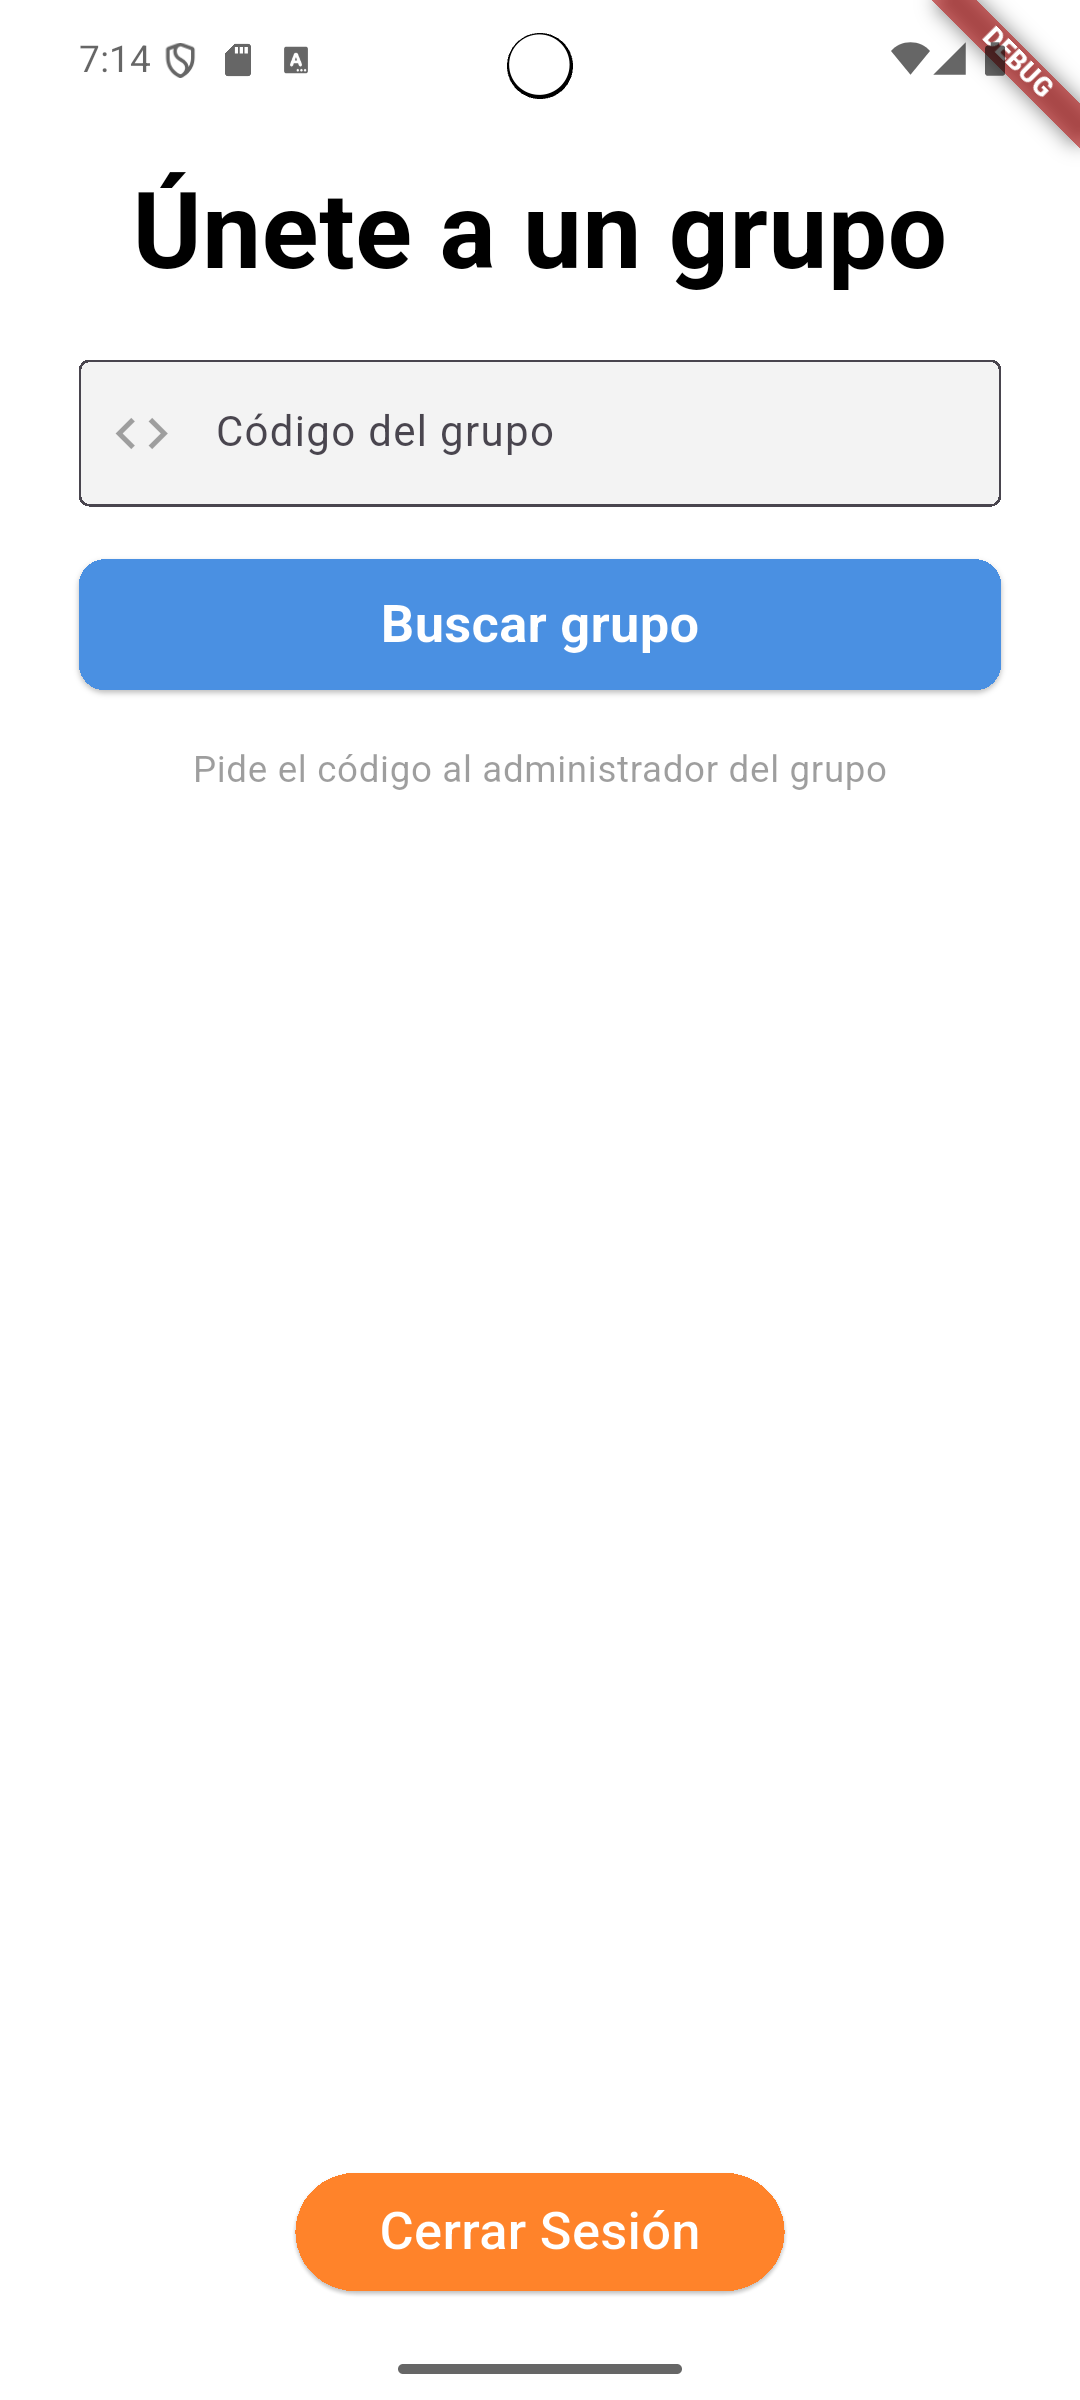 7:14
DEBUG
Únete a un grupo
Código del grupo
Buscar grupo
Pide el código al administrador del grupo
Cerrar Sesión